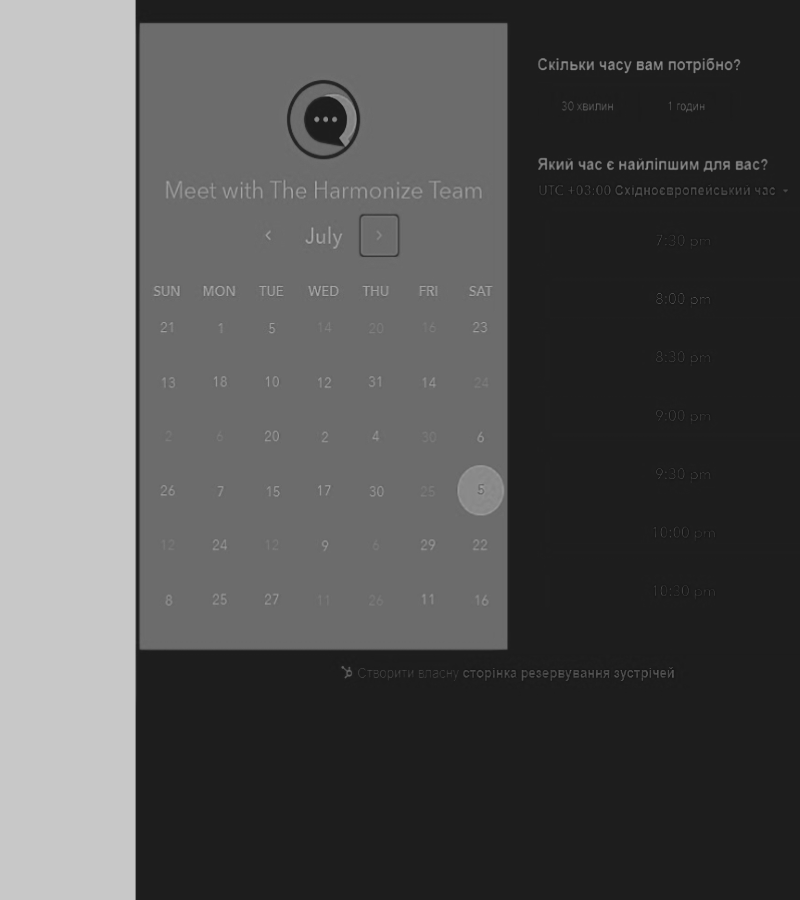 Meet with The Harmonize Team
July
SUN MON TUE WED THU FRI SAT
21 1 5 14 20 16 23
13 18 10 12 31 14 24
2 6 20 2 4 30 6
26 7 15 17 30 25 5
12 24 12 9 6 29 22
8 25 27 11 26 11 16
Скільки часу вам потрібно?
30 хвилин 1 годин
Який час є найліпшим для вас?
UTC +03:00 Східноєвропейський час
7:30 pm
8:00 pm
8:30 pm
9:00 pm
9:30 pm
10:00 pm
10:30 pm
Створити власну сторінка резервування зустрічей